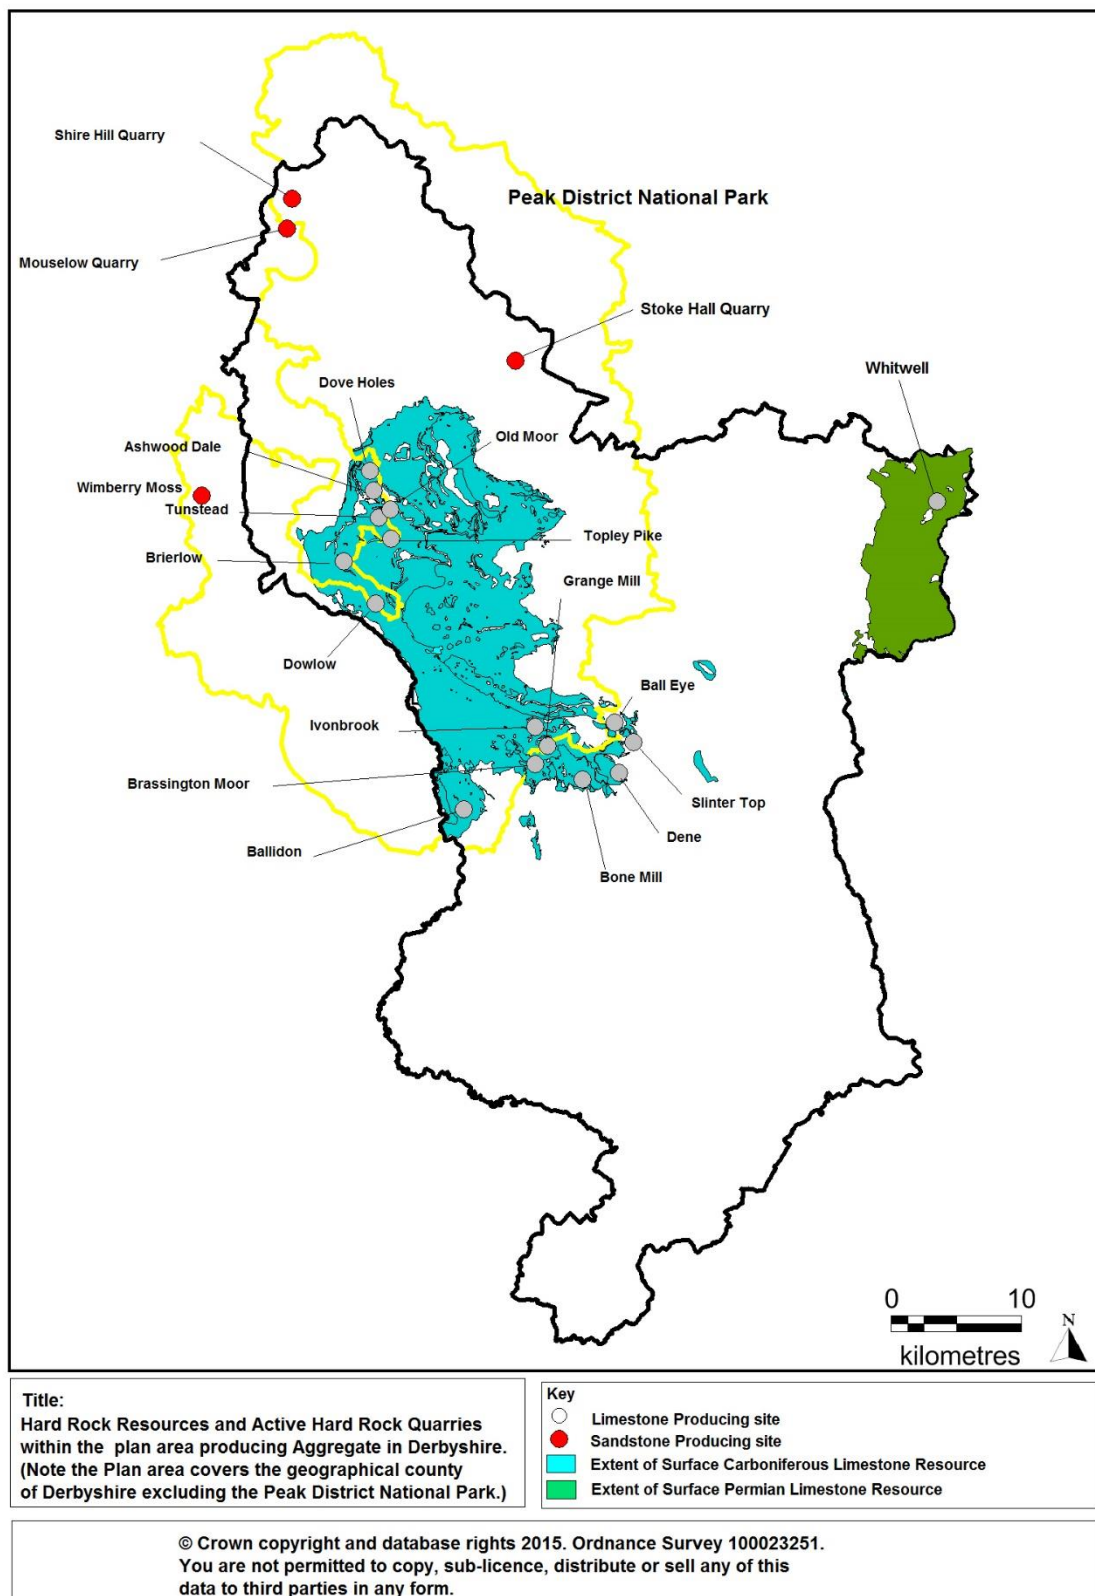 Shire Hill Quarry
Peak District National Park
Mouselow Quarry
Stoke Hall Quarry
Whitwell
Dove Holes
Old Moor
Ashwood Dale
Wimberry Moss
Tunstead
Topley Pike
Brierlow
Grange Mill
Dowlow
Ball Eye
Ivonbrook
Brassington Moor
Slinter Top
Dene
Ballidon
Bone Mill
0 10
kilometres
N
Title:
Hard Rock Resources and Active Hard Rock Quarries
within the plan area producing Aggregate in Derbyshire.
(Note the Plan area covers the geographical county
of Derbyshire excluding the Peak District National Park.)
Key
Limestone Producing site
Sandstone Producing site
Extent of Surface Carboniferous Limestone Resource
Extent of Surface Permian Limestone Resource
© Crown copyright and database rights 2015. Ordnance Survey 100023251.
You are not permitted to copy, sub-licence, distribute or sell any of this
data to third parties in any form.